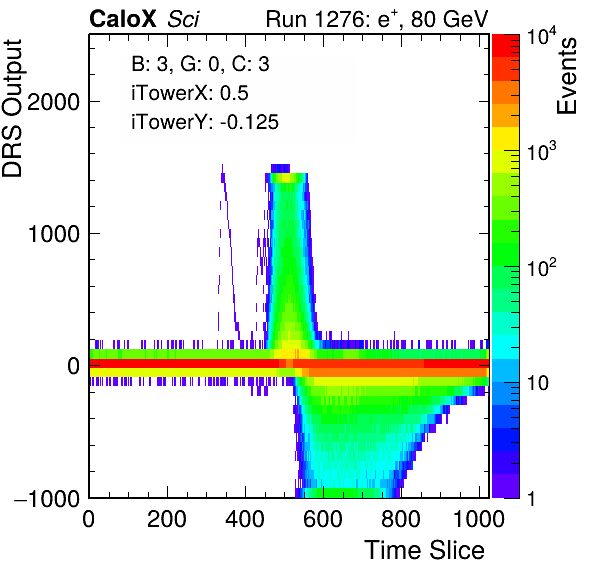 CaloX Sci
Run 1276: e⁺, 80 GeV
B: 3, G: 0, C: 3
iTowerX: 0.5
iTowerY: -0.125
DRS Output
2000
1000
0
−1000
0 200 400 600 800 1000
Time Slice
Events
10⁴
10³
10²
10
1